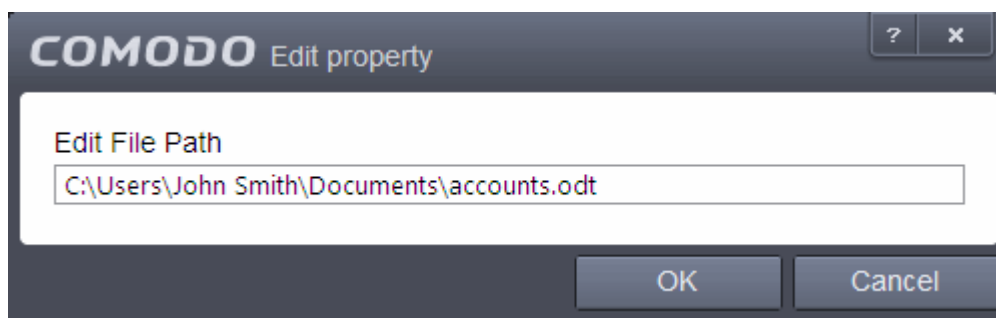 COMODO Edit property ? ×
Edit File Path
C:\Users\John Smith\Documents\accounts.odt
OK Cancel